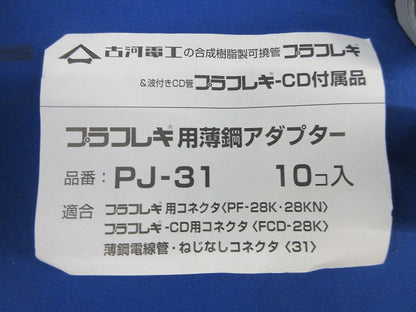 古河電工の合成樹脂製可撓管プラフレキ
&波付きCD管プラフレキ-CD付属品
プラフレキ用薄鋼アダプター
品番：PJ-31 10コ入
適合 プラフレキ用コネクタ〈PF-28K・28KN〉
プラフレキ-CD用コネクタ〈FCD-28K〉
薄鋼電線管・ねじなしコネクタ〈31〉